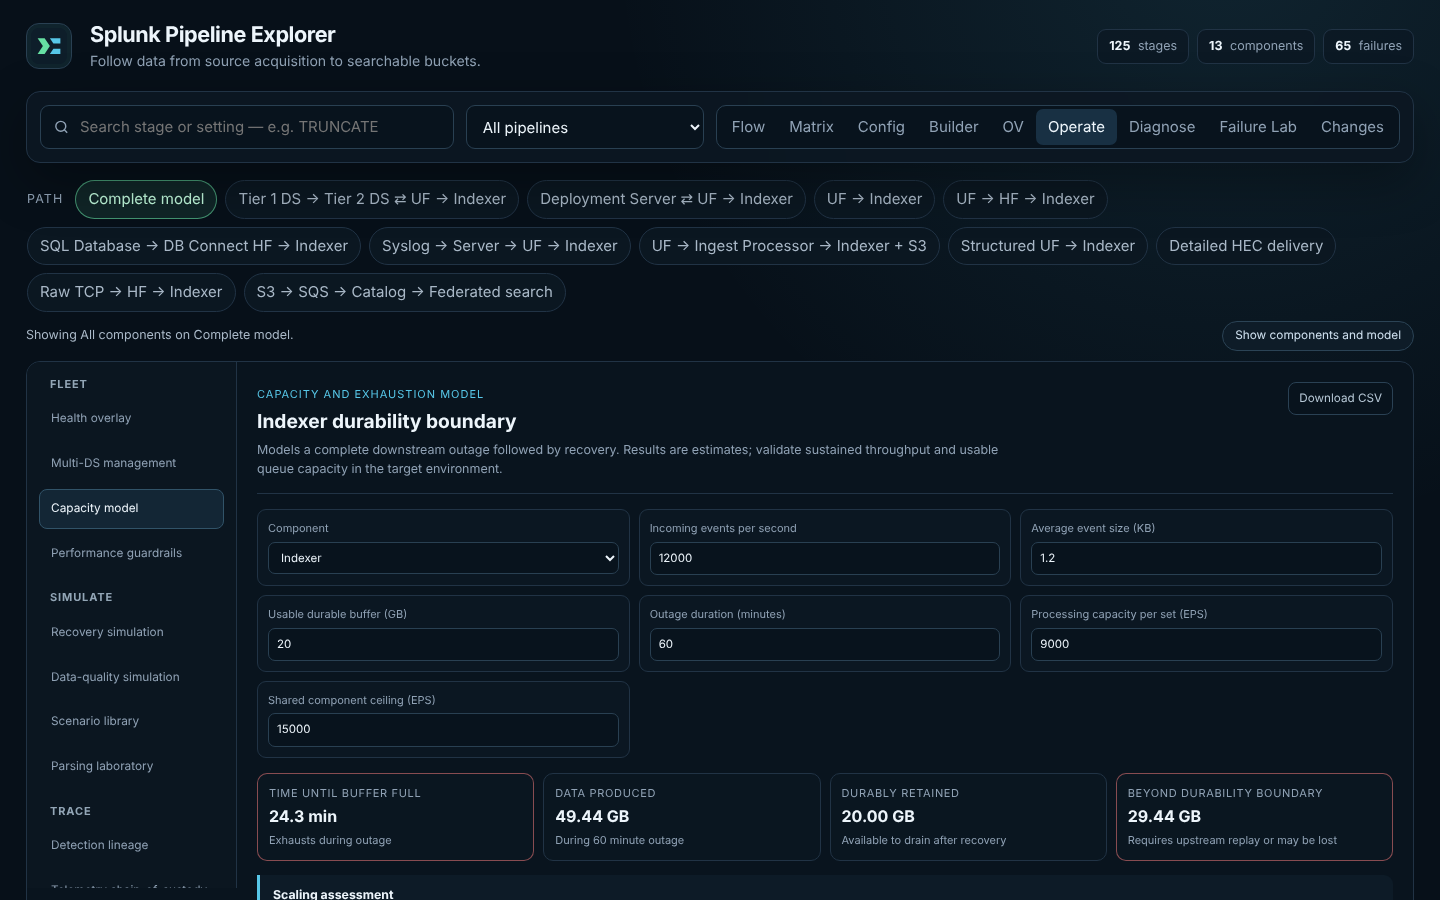 Splunk Pipeline Explorer
Follow data from source acquisition to searchable buckets.
125 stages
13 components
65 failures
Search stage or setting — e.g. TRUNCATE
All pipelines
Flow
Matrix
Config
Builder
OV
Operate
Diagnose
Failure Lab
Changes
PATH
Complete model
Tier 1 DS → Tier 2 DS ⇄ UF → Indexer
Deployment Server ⇄ UF → Indexer
UF → Indexer
UF → HF → Indexer
SQL Database → DB Connect HF → Indexer
Syslog → Server → UF → Indexer
UF → Ingest Processor → Indexer + S3
Structured UF → Indexer
Detailed HEC delivery
Raw TCP → HF → Indexer
S3 → SQS → Catalog → Federated search
Showing All components on Complete model.
Show components and model
FLEET
Health overlay
Multi-DS management
Capacity model
Performance guardrails
SIMULATE
Recovery simulation
Data-quality simulation
Scenario library
Parsing laboratory
TRACE
Detection lineage
Telemetry chain-of-custody
CAPACITY AND EXHAUSTION MODEL
Indexer durability boundary
Models a complete downstream outage followed by recovery. Results are estimates; validate sustained throughput and usable
queue capacity in the target environment.
Download CSV
Component
Indexer
Incoming events per second
12000
Average event size (KB)
1.2
Usable durable buffer (GB)
20
Outage duration (minutes)
60
Processing capacity per set (EPS)
9000
Shared component ceiling (EPS)
15000
TIME UNTIL BUFFER FULL
24.3 min
Exhausts during outage
DATA PRODUCED
49.44 GB
During 60 minute outage
DURABLY RETAINED
20.00 GB
Available to drain after recovery
BEYOND DURABILITY BOUNDARY
29.44 GB
Requires upstream replay or may be lost
Scaling assessment